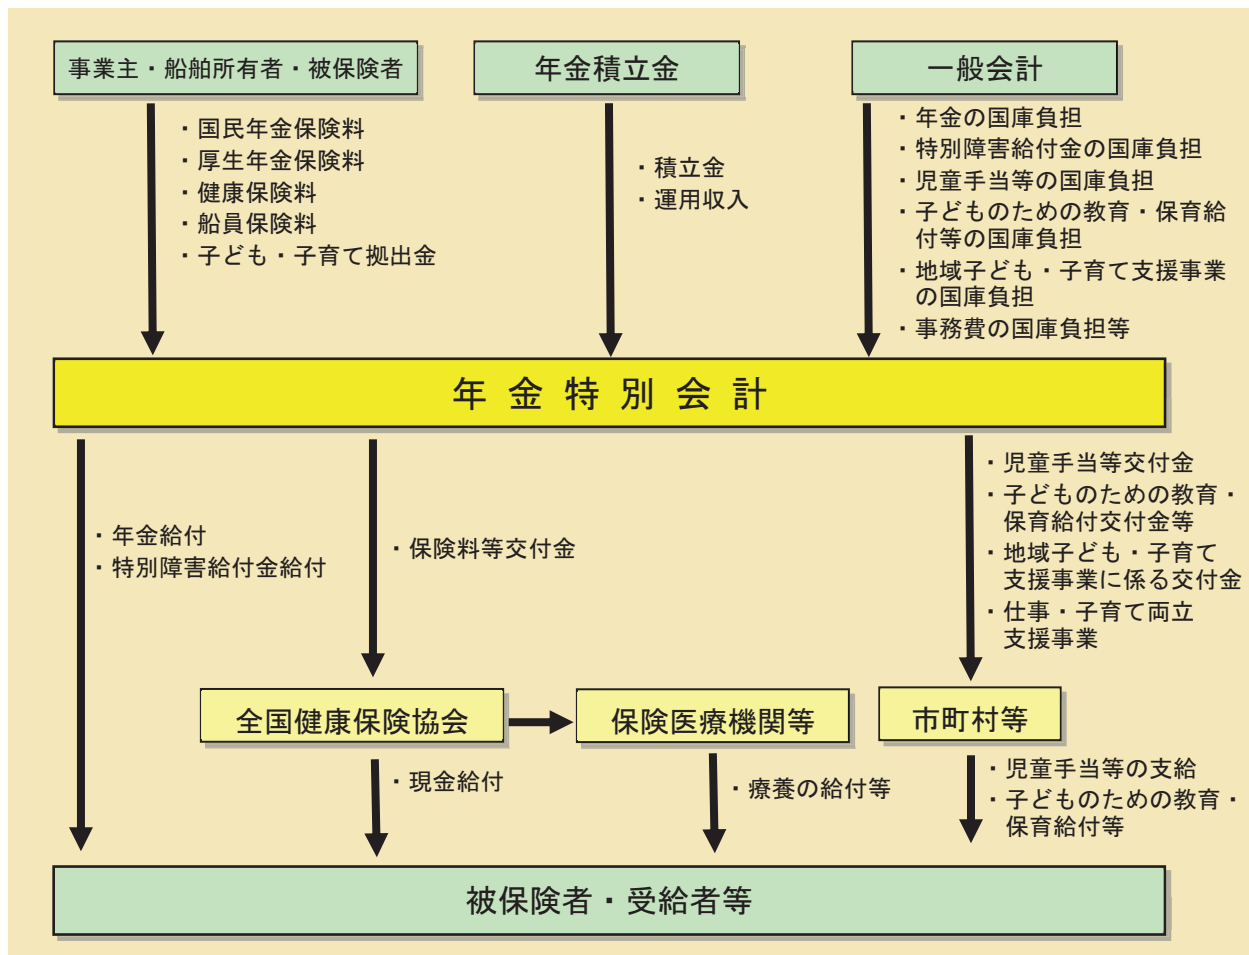 事業主・船舶所有者・被保険者
・国民年金保険料
・厚生年金保険料
・健康保険料
・船員保険料
・子ども・子育て拠出金
年金積立金
・積立金
・運用収入
一般会計
・年金の国庫負担
・特別障害給付金の国庫負担
・児童手当等の国庫負担
・子どものための教育・保育給
付等の国庫負担
・地域子ども・子育て支援事業
の国庫負担
・事務費の国庫負担等
年金特別会計
・年金給付
・特別障害給付金給付
・保険料等交付金
・児童手当等交付金
・子どものための教育・
保育給付交付金等
・地域子ども・子育て
支援事業に係る交付金
・仕事・子育て両立
支援事業
全国健康保険協会
保険医療機関等
市町村等
・現金給付
・療養の給付等
・児童手当等の支給
・子どものための教育・
保育給付等
被保険者・受給者等